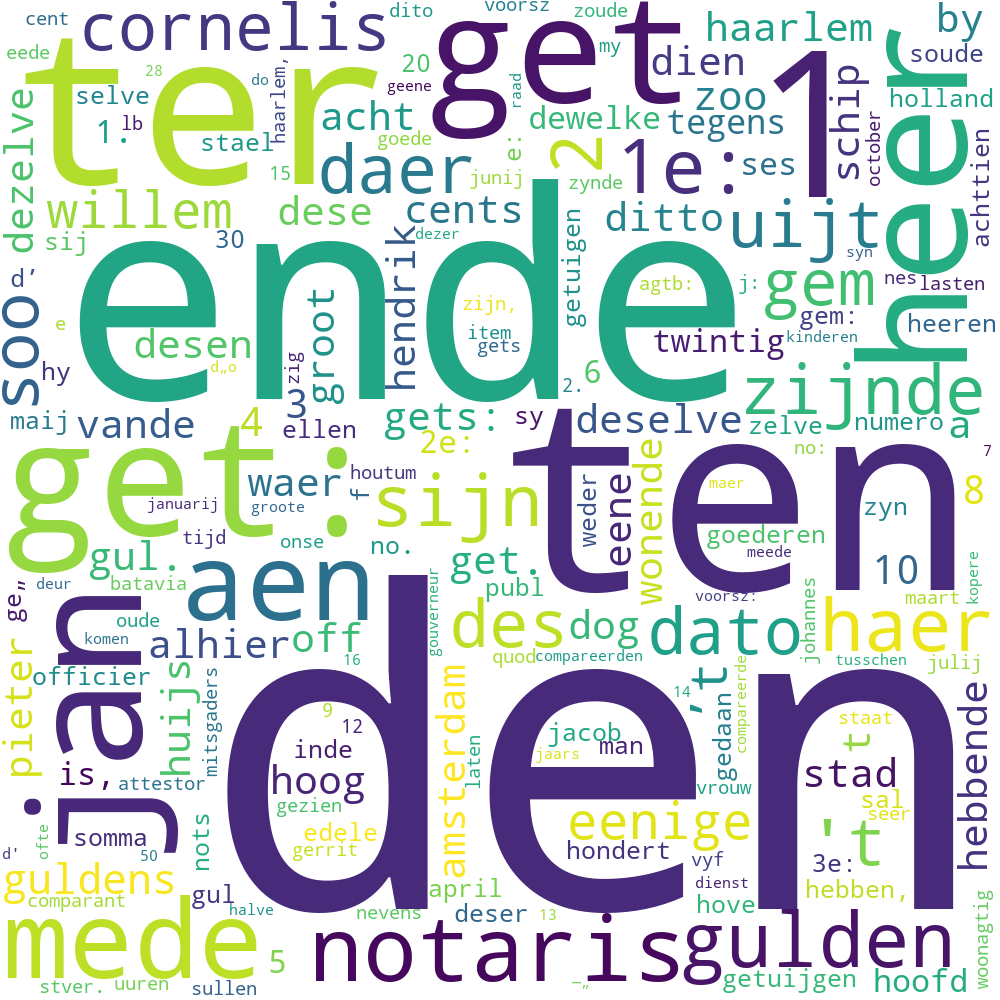 cent
cornelis
get
dito
voorsz
zoude
my
haarlem
by
soude
eede
ter
28
selve
1.
lb
stael
haarlem,
do
20
geene
acht
goede
raad
dien
dewelke
zoo
tegens
1
schip
october
heer
holland
achttien
dezelve
15
daer
junij
e:
2
zynde
1e:
ses
willem
dese
cents
dezer
ditto
uijt
syn
sij
30
d’
soo
ende
hendrik
getuigen
zijn,
item
gets
agtb:
j:
gem
gem:
nes
lasten
kinderen
heeren
e
desen
d„o
zig
groot
twintig
hy
3
2.
6
zijnde
maij
vande
4
ellen
gets:
sy
deselve
zelve
numero
a
get:
2e:
ten
no:
7
waer
houtum
f
sijn
weder
eene
wonende
maer
zyn
8
januarij
groote
tijd
onse
no.
goederen
meede
10
gul.
get.
ge„
deur
batavia
aen
publ
voorsz:
maart
kopere
jan
oude
komen
alhier
off
gouverneur
des
dog
dato
johannes
haer
pieter
officier
huijs
mitsgaders
16
den
quod
compareerden
tusschen
julij
is,
attestor
9
12
inde
hoog
amsterdam
laten
jacob
man
jaars
14
't
gedaan
compareerde
vrouw
staat
t
stad
sal
seer
hebbende
somma
gezien
edele
gerrit
eenige
hondert
vyf
't
3e:
d'
ofte
50
nots
guldens
comparant
gul
april
dienst
hebben,
halve
nevens
deser
13
hove
woonagtig
mede
5
notaris
gulden
stver.
uuren
sullen
–„
getuijgen
hoofd